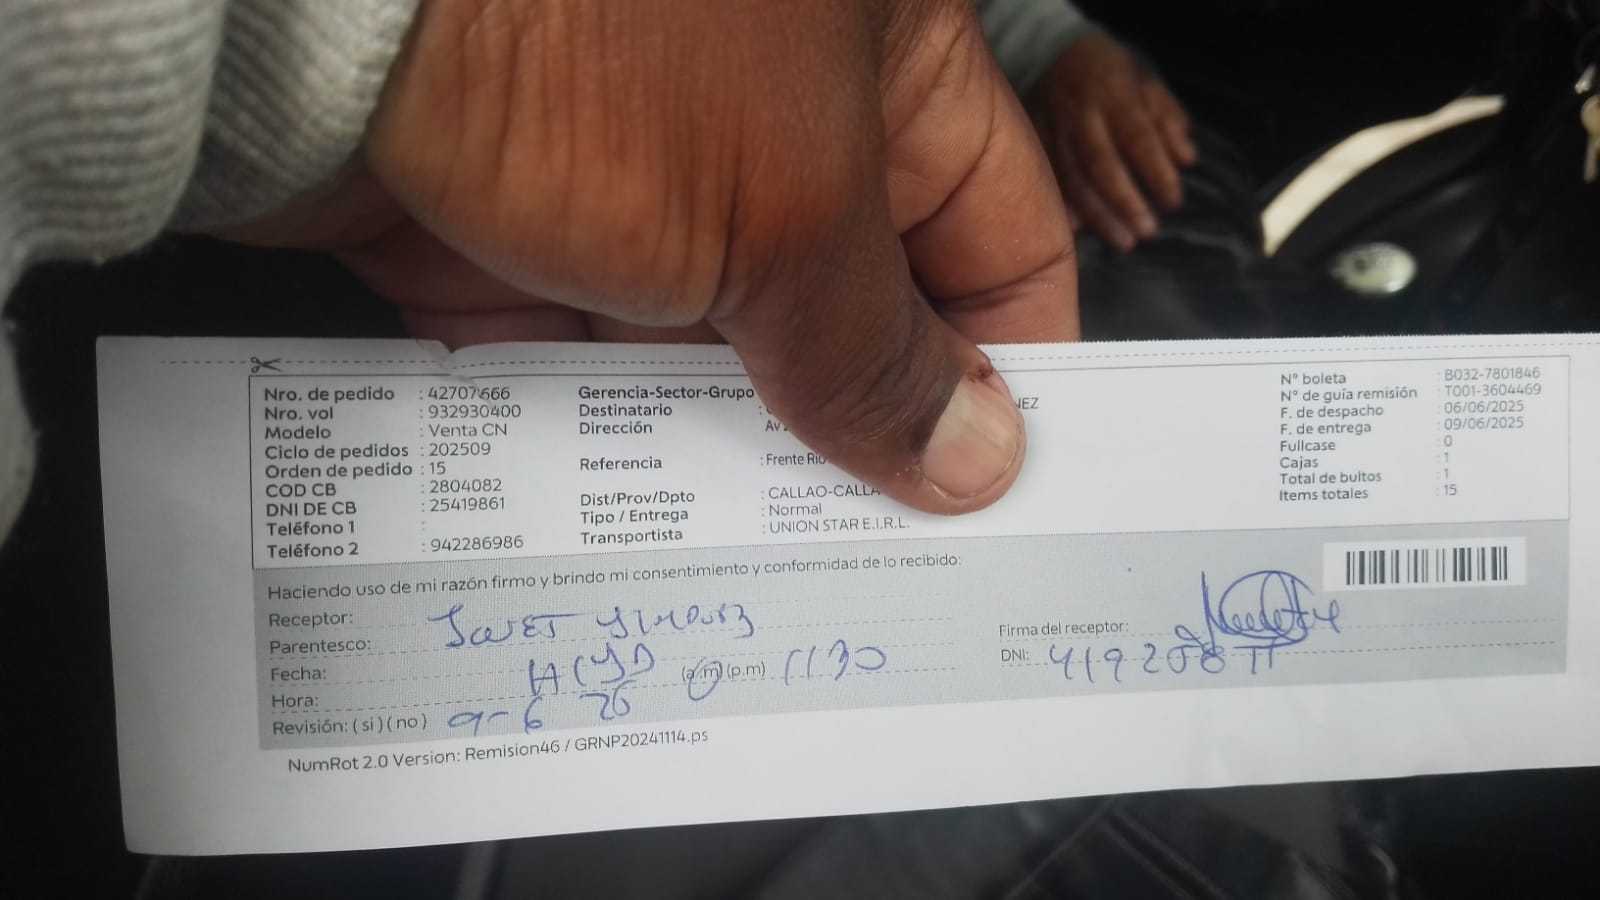 Nro. de pedido : 42707666
Nro. vol : 932930400
Modelo : Venta CN
Ciclo de pedidos : 202509
Orden de pedido : 15
COD CB : 2804082
DNI DE CB : 25419861
Teléfono 1 :
Teléfono 2 : 942286986
Gerencia-Sector-Grupo
Destinatario :
Dirección : Av
Referencia : Frente
Dist/Prov/Dpto : CALLAO-CALLA
Tipo / Entrega : Normal
Transportista : UNION STAR E.I.R.L.
NEZ
N° boleta : B032-7801846
N° de guía remisión : T001-3604469
F. de despacho : 06/06/2025
F. de entrega : 09/06/2025
Fullcase : 0
Cajas : 1
Total de bultos : 1
Items totales : 15
Haciendo uso de mi razón firmo y brindo mi consentimiento y conformidad de lo recibido:
Receptor:
Parentesco:
Fecha: (a.m) (p.m) 1130
Hora:
Revisión: ( si ) ( no ) 9-6
Firma del receptor:
DNI:
NumRot 2.0 Version: Remision46 / GRNP20241114.ps